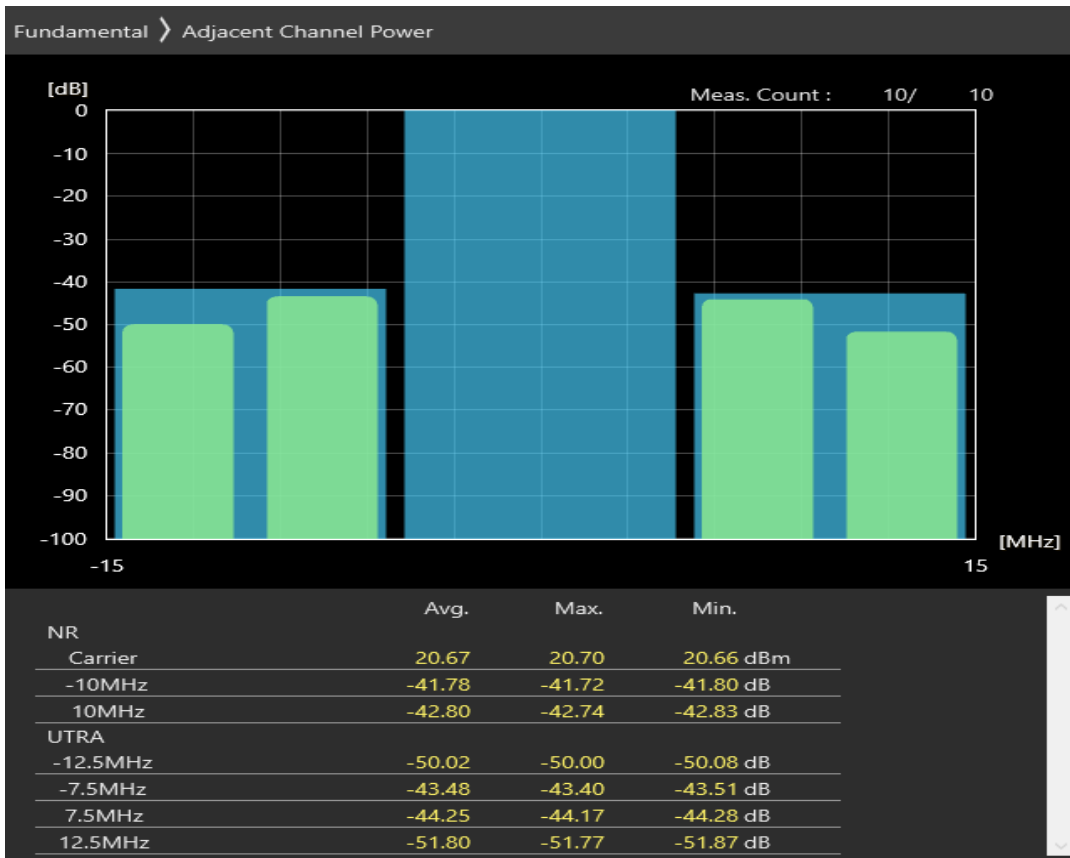 Fundamental 〉 Adjacent Channel Power
[dB]
Meas. Count : 10/ 10
0
-10
-20
-30
-40
-50
-60
-70
-80
-90
-100
[MHz]
-15 15
Avg. Max. Min.
NR
Carrier 20.67 20.70 20.66 dBm
-10MHz -41.78 -41.72 -41.80 dB
10MHz -42.80 -42.74 -42.83 dB
UTRA
-12.5MHz -50.02 -50.00 -50.08 dB
-7.5MHz -43.48 -43.40 -43.51 dB
7.5MHz -44.25 -44.17 -44.28 dB
12.5MHz -51.80 -51.77 -51.87 dB